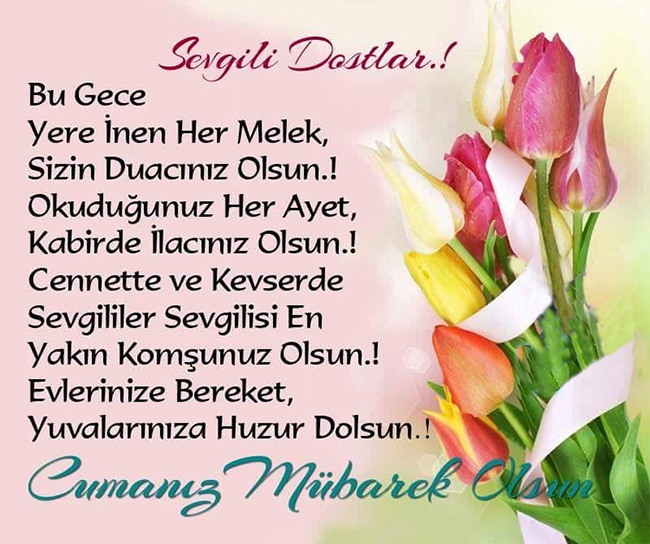 Sevgili Dostlar.!
Bu Gece
Yere İnen Her Melek,
Sizin Duacınız Olsun.!
Okuduğunuz Her Ayet,
Kabirde İlacınız Olsun.!
Cennette ve Kevserde
Sevgililer Sevgilisi En
Yakın Komşunuz Olsun.!
Evlerinize Bereket,
Yuvalarınıza Huzur Dolsun.!
Cumanız Mübarek Olsun